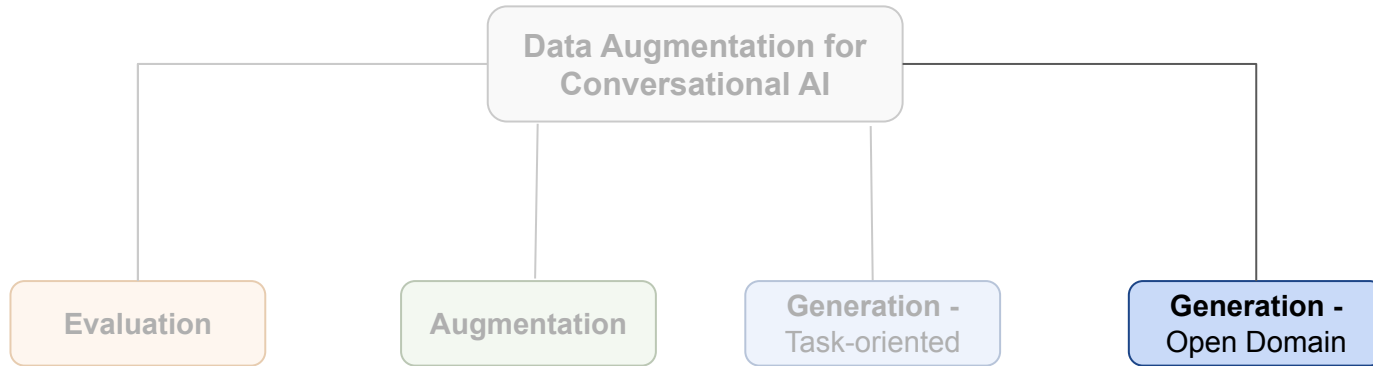 Data Augmentation for
Conversational AI
Evaluation
Augmentation
Generation -
Task-oriented
Generation -
Open Domain